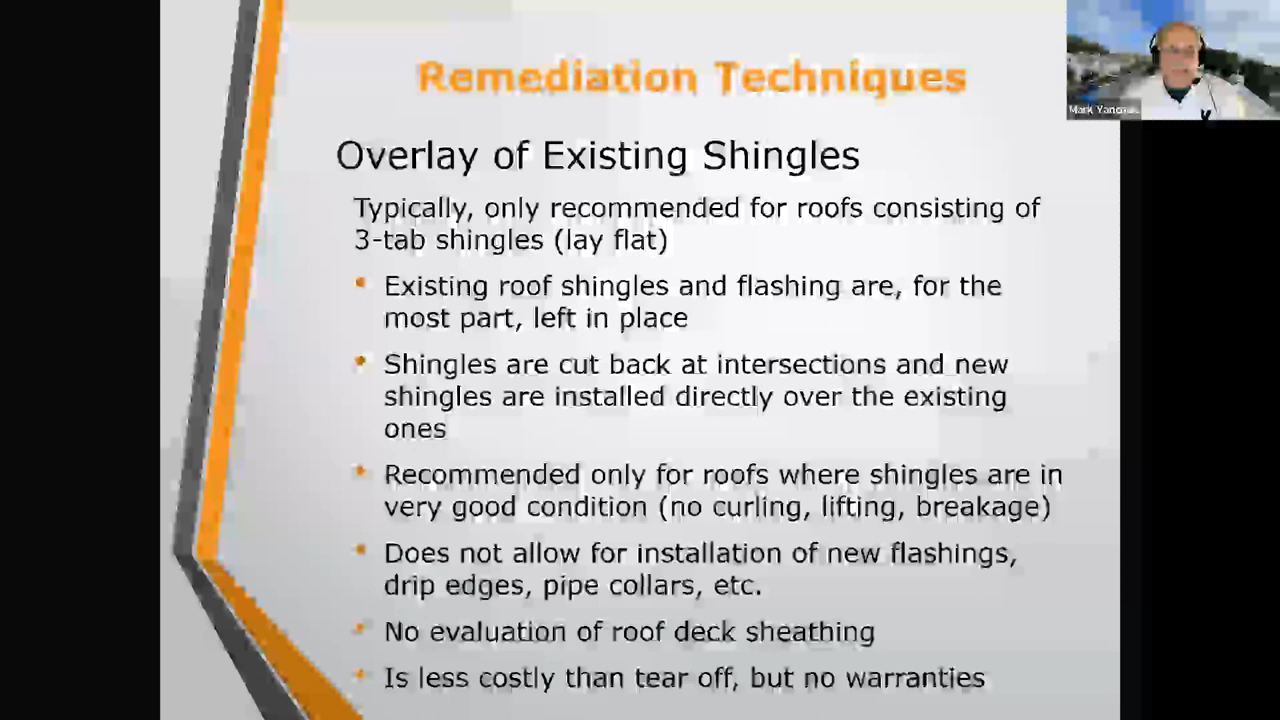 Remediation Techniques
Overlay of Existing Shingles
Typically, only recommended for roofs consisting of
3-tab shingles (lay flat)
Existing roof shingles and flashing are, for the
most part, left in place
Shingles are cut back at intersections and new
shingles are installed directly over the existing
ones
Recommended only for roofs where shingles are in
very good condition (no curling, lifting, breakage)
Does not allow for installation of new flashings,
drip edges, pipe collars, etc.
No evaluation of roof deck sheathing
Is less costly than tear off, but no warranties
Mark